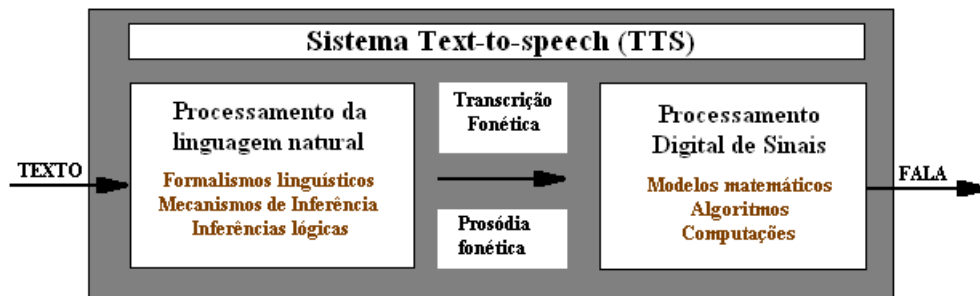 Sistema Text-to-speech (TTS)
TEXTO
Processamento da
linguagem natural
Formalismos linguísticos
Mecanismos de Inferência
Inferências lógicas
Transcrição
Fonética
Prosódia
fonética
Processamento
Digital de Sinais
Modelos matemáticos
Algoritmos
Computações
FALA